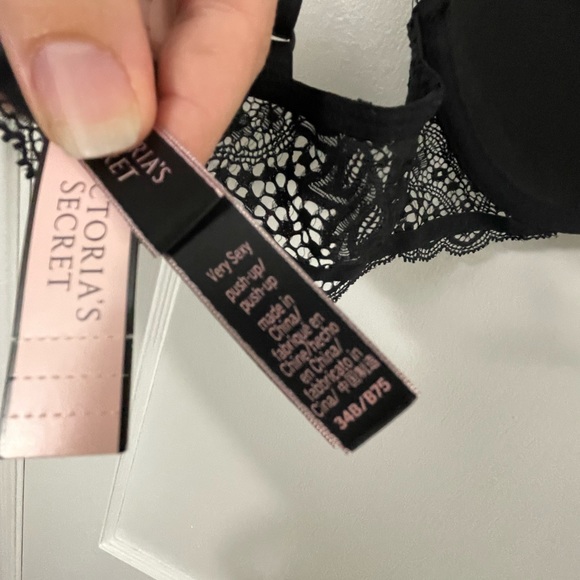 VICTORIA'S
SECRET
RIA'S
RET
Very Sexy
push-up/
push-up
made in
China/
fabriqué en
Chine/hecho
en China/
fabbricato in
Cina/ 中国制造
34B/B75